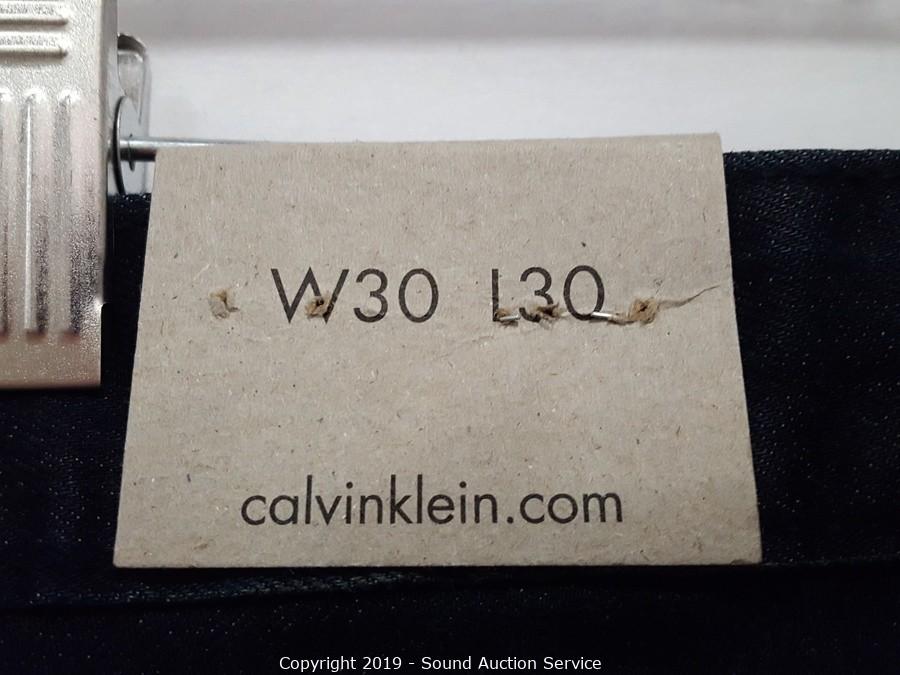 W30 L30
calvinklein.com
Copyright 2019 - Sound Auction Service